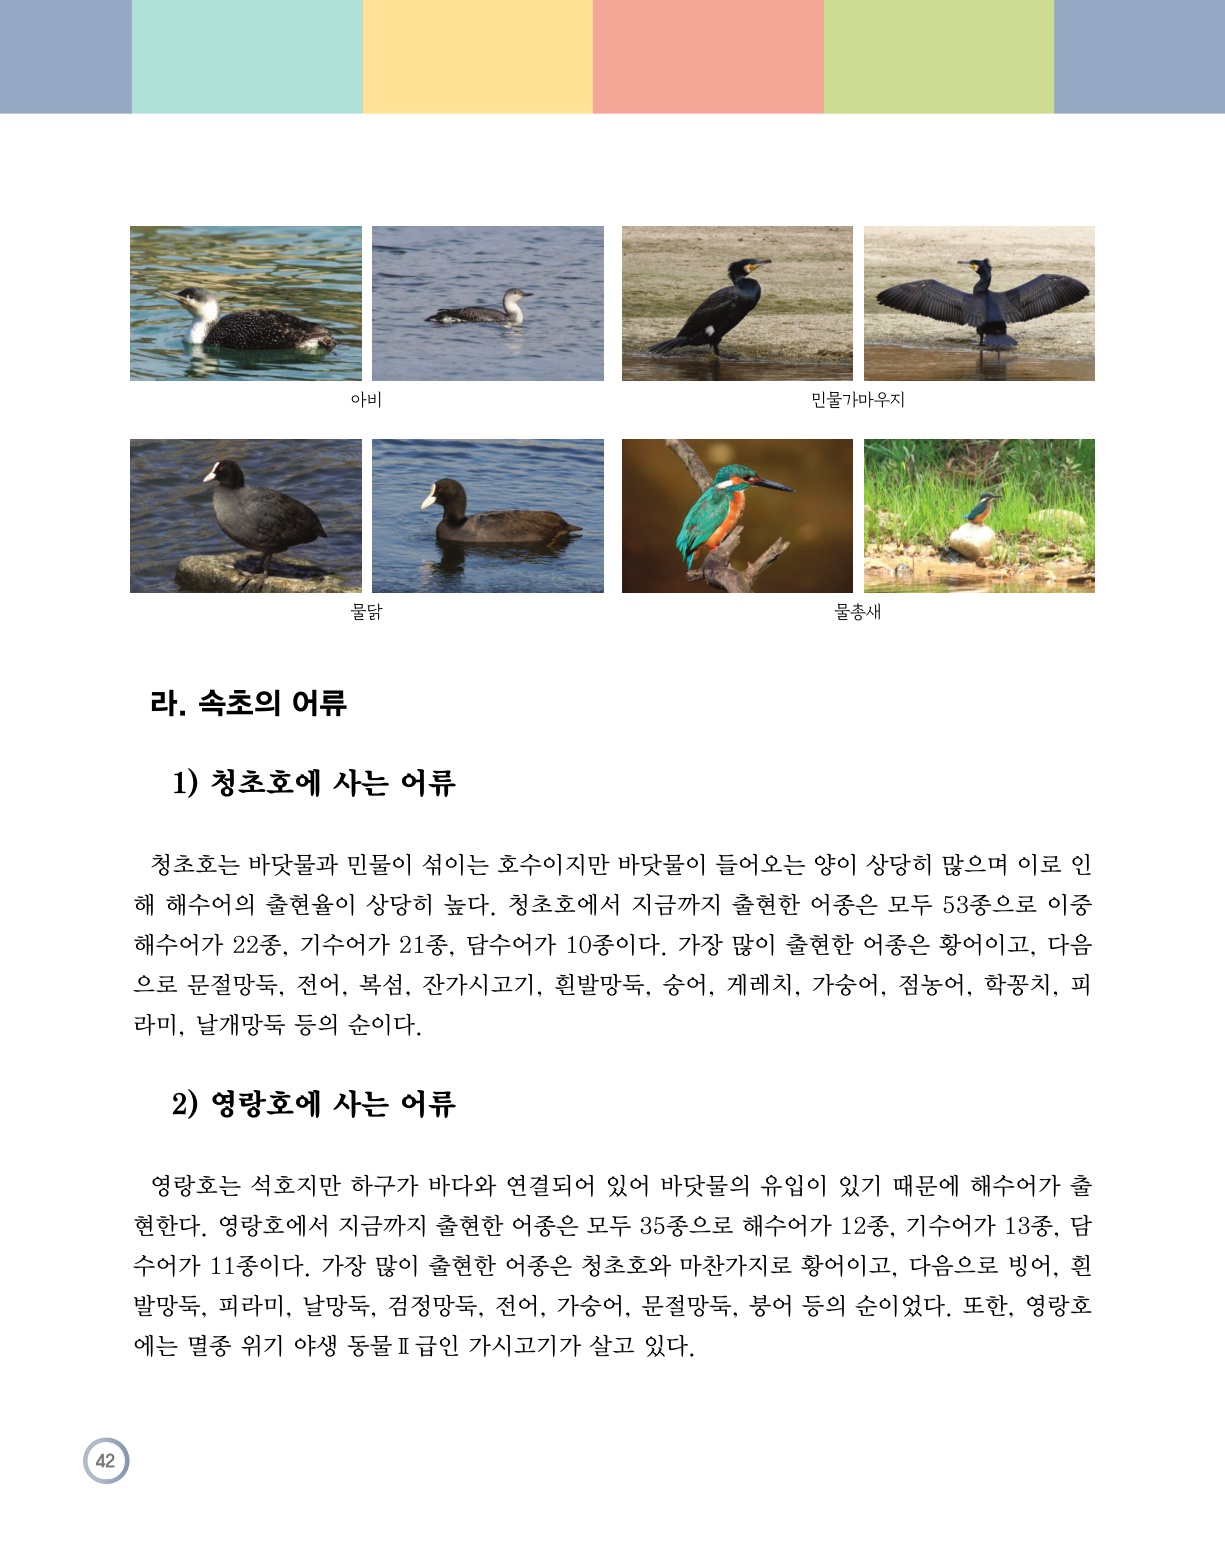 아비
민물가마우지
물닭
물총새
라. 속초의 어류
1) 청초호에 사는 어류
청초호는 바닷물과 민물이 섞이는 호수이지만 바닷물이 들어오는 양이 상당히 많으며 이로 인
해 해수어의 출현율이 상당히 높다. 청초호에서 지금까지 출현한 어종은 모두 53종으로 이중
해수어가 22종, 기수어가 21종, 담수어가 10종이다. 가장 많이 출현한 어종은 황어이고, 다음
으로 문절망둑, 전어, 복섬, 잔가시고기, 흰발망둑, 숭어, 게레치, 가숭어, 점농어, 학꽁치, 피
라미, 날개망둑 등의 순이다.
2) 영랑호에 사는 어류
영랑호는 석호지만 하구가 바다와 연결되어 있어 바닷물의 유입이 있기 때문에 해수어가 출
현한다. 영랑호에서 지금까지 출현한 어종은 모두 35종으로 해수어가 12종, 기수어가 13종, 담
수어가 11종이다. 가장 많이 출현한 어종은 청초호와 마찬가지로 황어이고, 다음으로 빙어, 흰
발망둑, 피라미, 날망둑, 검정망둑, 전어, 가숭어, 문절망둑, 붕어 등의 순이었다. 또한, 영랑호
에는 멸종 위기 야생 동물Ⅱ급인 가시고기가 살고 있다.
42